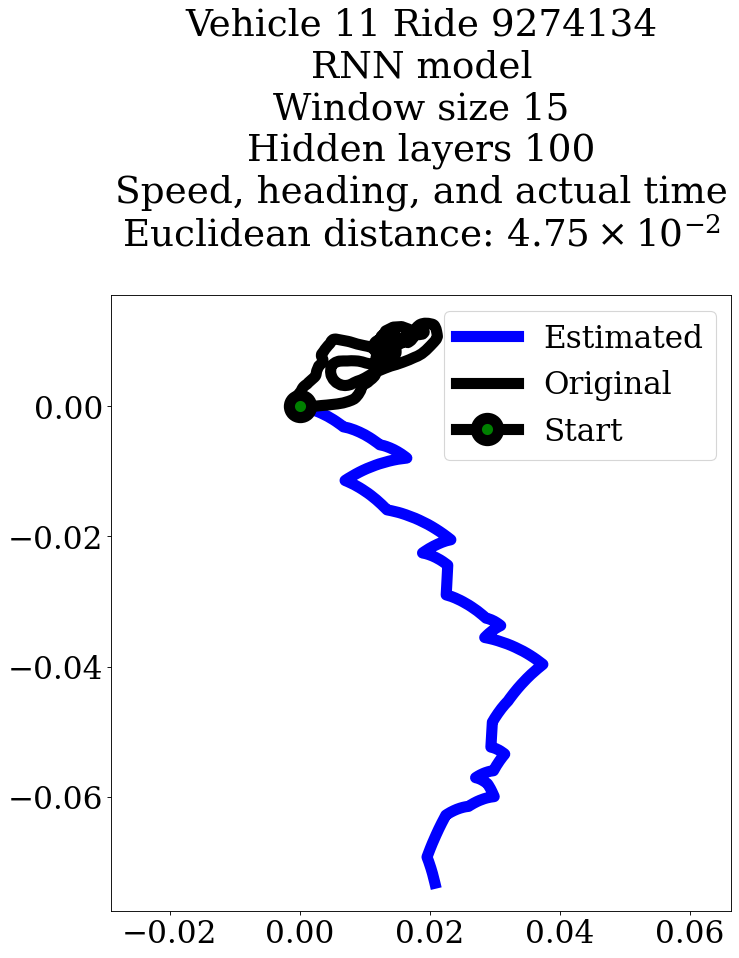 Vehicle 11 Ride 9274134
RNN model
Window size 15
Hidden layers 100
Speed, heading, and actual time
Euclidean distance: 4.75 × 10⁻²
Estimated
Original
Start
0.00
−0.02
−0.04
−0.06
−0.02 0.00 0.02 0.04 0.06